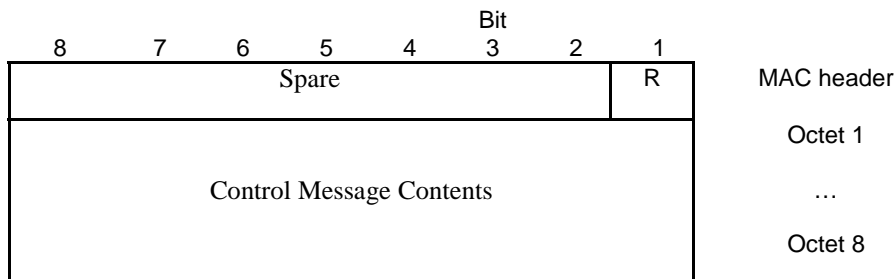 Bit
8 7 6 5 4 3 2 1
Spare R MAC header
Octet 1
Control Message Contents …
Octet 8